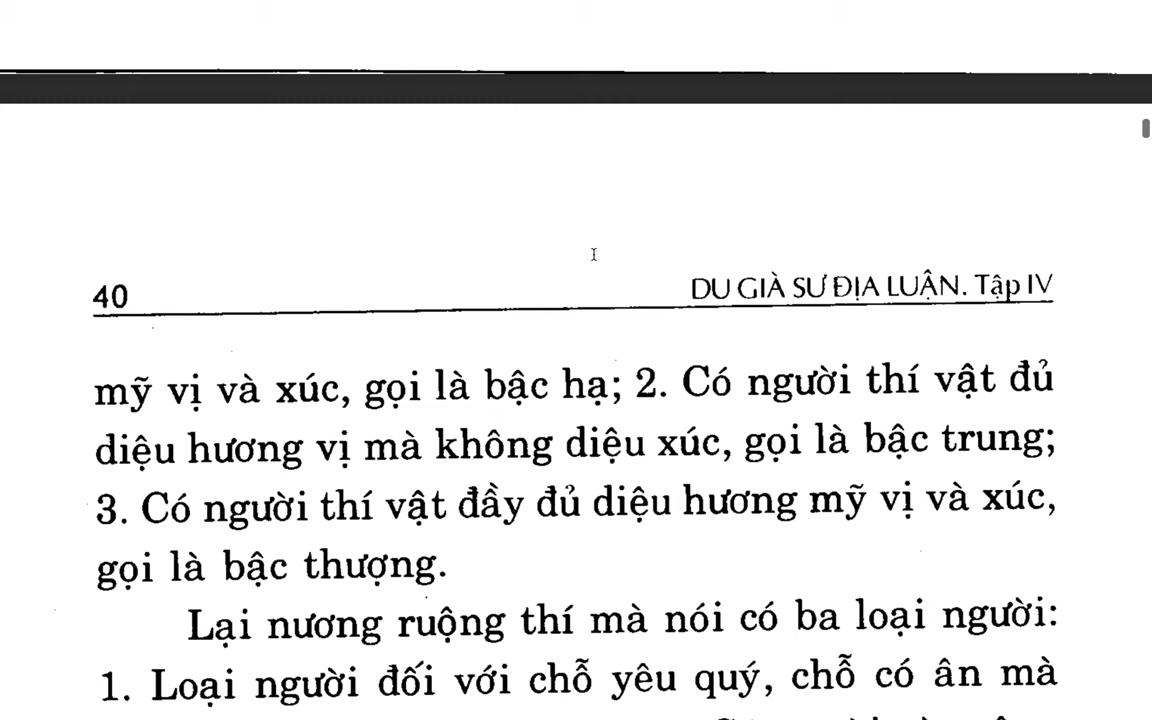 40 DU GIÀ SƯ ĐỊA LUẬN. Tập IV
mỹ vị và xúc, gọi là bậc hạ; 2. Có người thí vật đủ
diệu hương vị mà không diệu xúc, gọi là bậc trung;
3. Có người thí vật đầy đủ diệu hương mỹ vị và xúc,
gọi là bậc thượng.
Lại nương ruộng thí mà nói có ba loại người:
1. Loại người đối với chỗ yêu quý, chỗ có ân mà